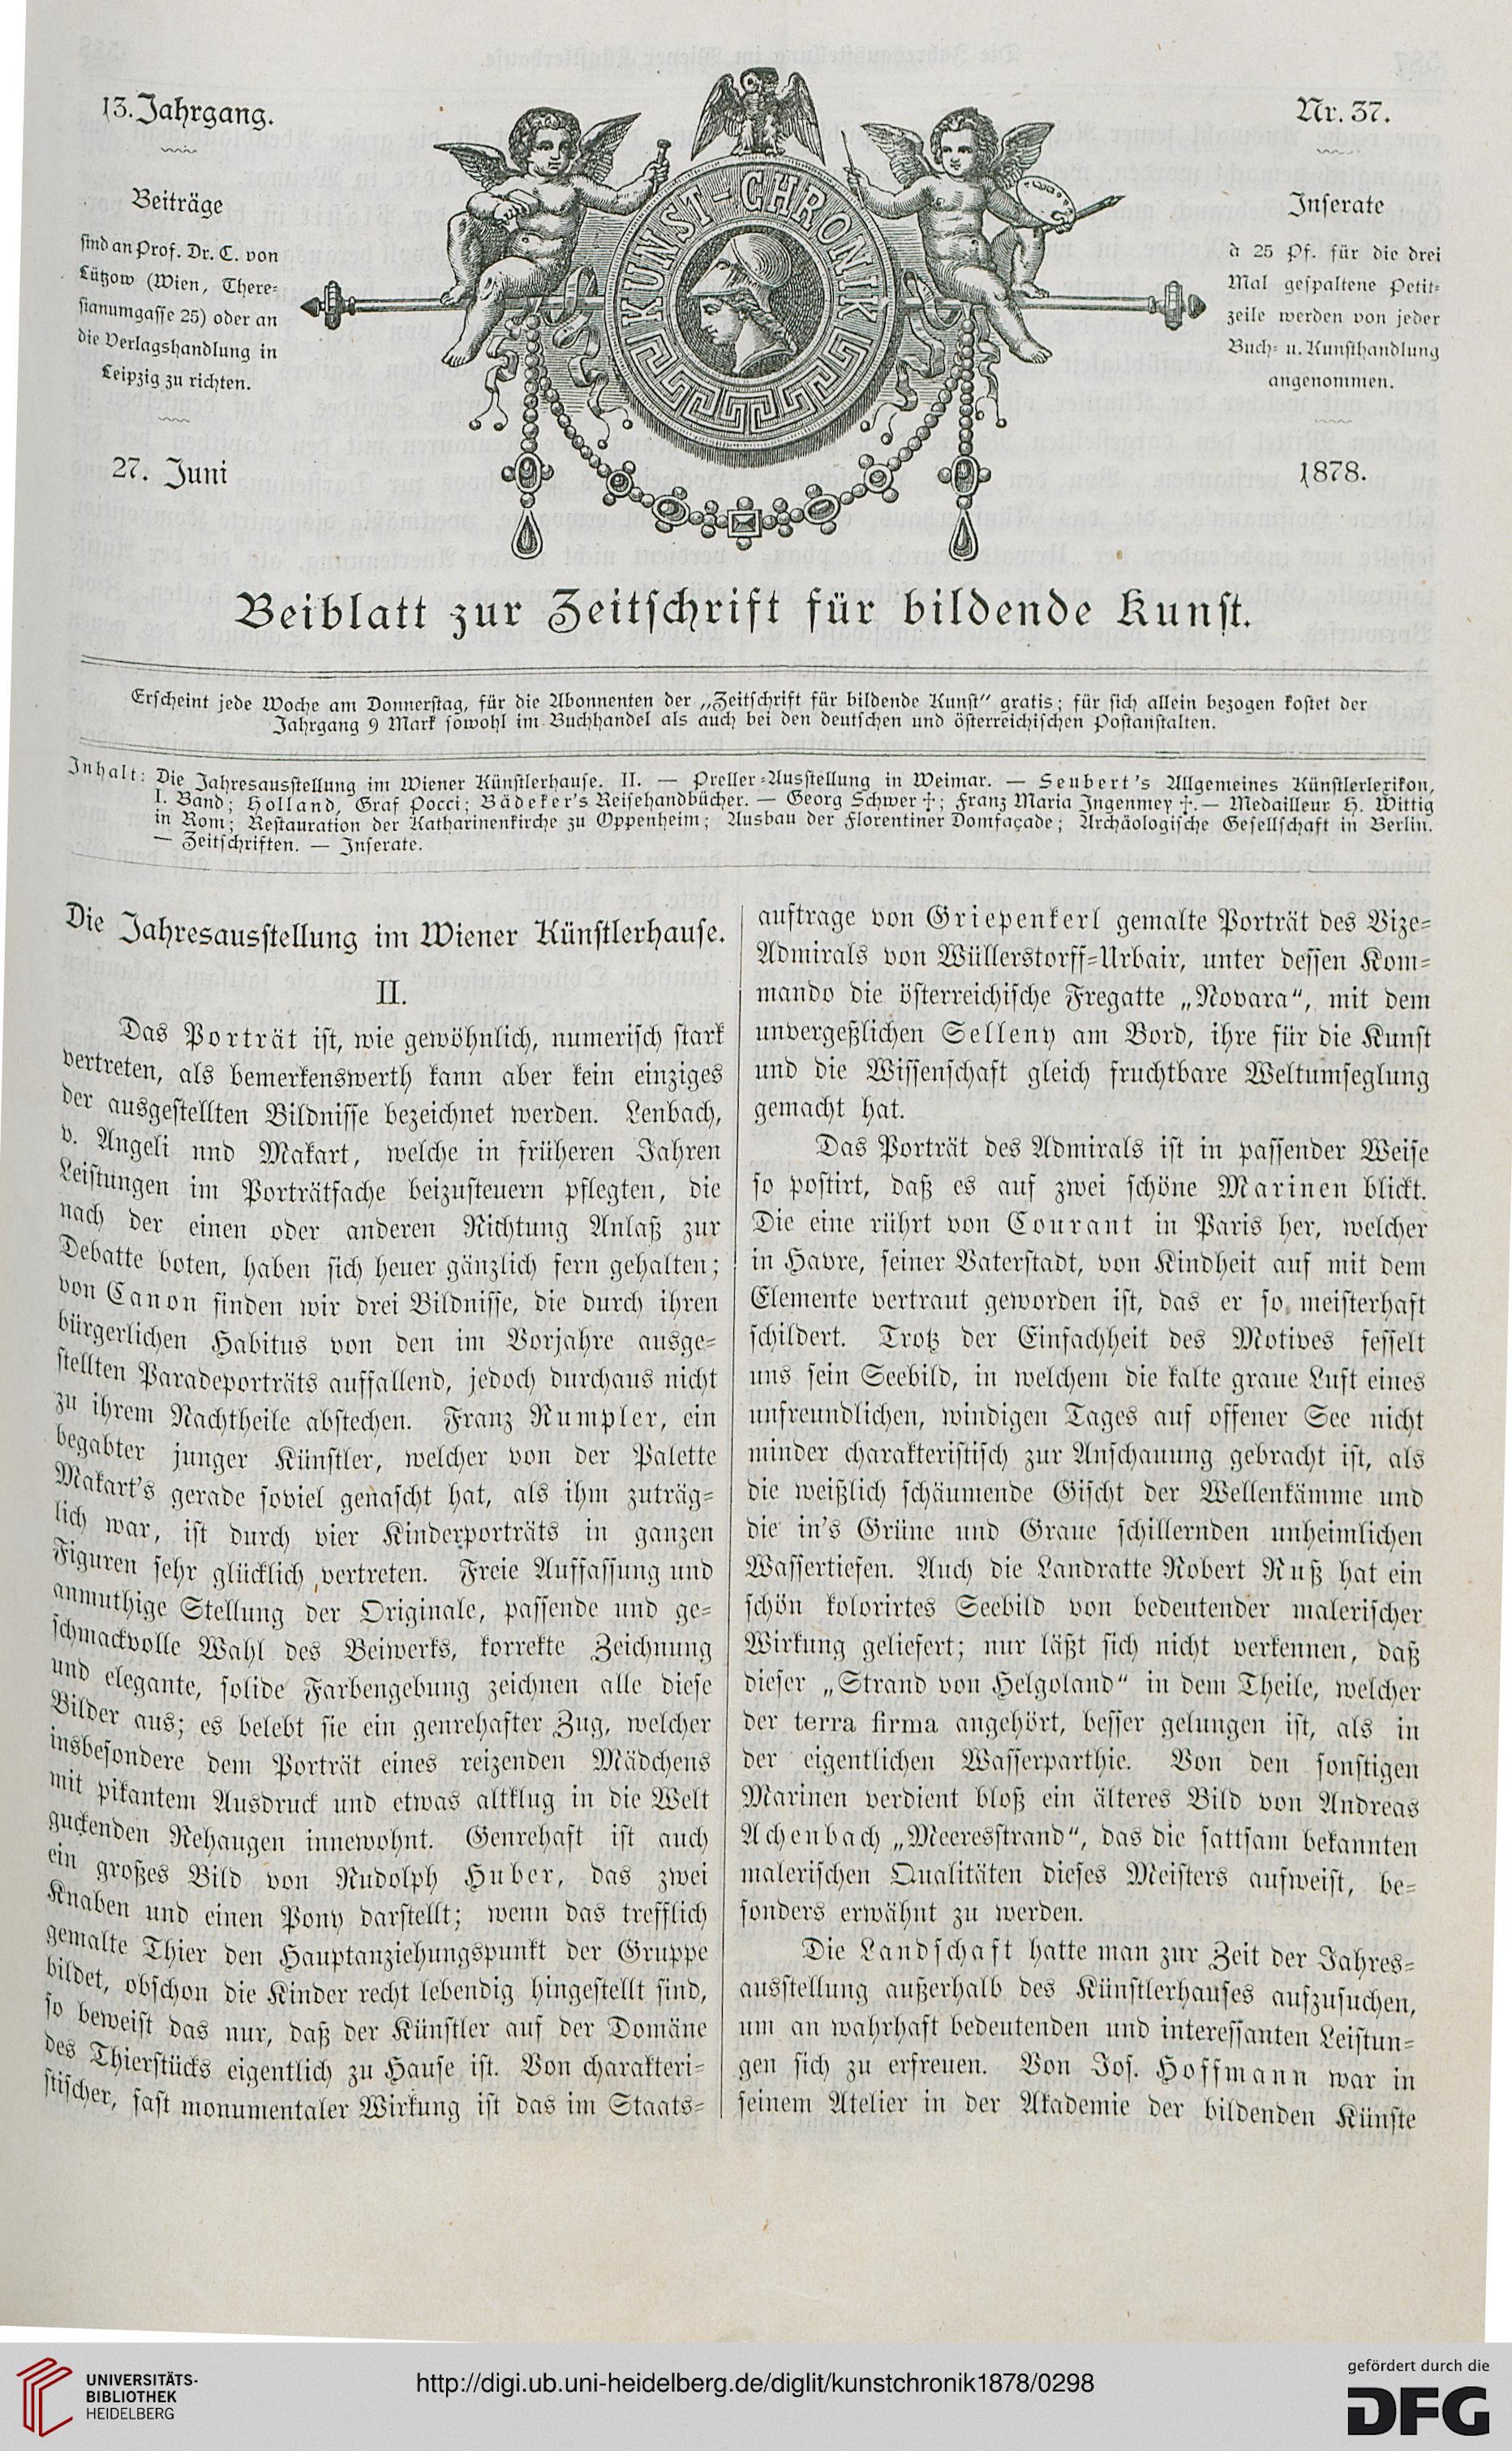 13. Jahrgang.
Beiträge
sind an Prof. Dr. C. von
Lützow (Wien, There-
sianumgasse 25) oder an
die Verlagshandlung in
Leipzig zu richten.
27. Juni
KUNST-CHRONIK
Nr. 37.
Inserate
à 25 Pf. für die drei
Mal gespaltene Petit-
zeile werden von jeder
Buch- u. Kunsthandlung
angenommen.
1878.
Beiblatt zur Zeitschrift für bildende Kunst.
Erscheint jede Woche am Donnerstag, für die Abonnenten der „Zeitschrift für bildende Kunst“ gratis; für sich allein bezogen kostet der
Jahrgang 9 Mark sowohl im Buchhandel als auch bei den deutschen und österreichischen Postanstalten.
Inhalt: Die Jahresausstellung im Wiener Künstlerhause. II. — Preller-Ausstellung in Weimar. — Seubert's Allgemeines Künstlerlexikon,
I. Band; Holland, Graf Pocci; Bädeker's Reisehandbücher. — Georg Schwer †; Franz Maria Ingenmey †. — Medailleur H. Wittig
in Rom; Restauration der Katharinenkirche zu Oppenheim; Ausbau der Florentiner Domfaçade; Archäologische Gesellschaft in Berlin.
— Zeitschriften. — Inserate.
Die Jahresausstellung im Wiener Künstlerhause.
II.
Das Porträt ist, wie gewöhnlich, numerisch stark
vertreten, als bemerkenswerth kann aber kein einziges
der ausgestellten Bildnisse bezeichnet werden. Lenbach,
v. Angeli und Makart, welche in früheren Jahren
Leistungen im Porträtfache beizusteuern pflegten, die
nach der einen oder anderen Richtung Anlaß zur
Debatte boten, haben sich heuer gänzlich fern gehalten;
von Canon finden wir drei Bildnisse, die durch ihren
bürgerlichen Habitus von den im Vorjahre ausge-
stellten Paradeporträts auffallend, jedoch durchaus nicht
zu ihrem Nachtheile abstechen. Franz Rumpler, ein
begabter junger Künstler, welcher von der Palette
Makart's gerade soviel genascht hat, als ihm zuträg-
lich war, ist durch vier Kinderporträts in ganzen
Figuren sehr glücklich vertreten. Freie Auffassung und
anmuthige Stellung der Originale, passende und ge-
schmackvolle Wahl des Beiwerks, korrekte Zeichnung
und elegante, solide Farbengebung zeichnen alle diese
Bilder aus; es belebt sie ein genrehafter Zug, welcher
insbesondere dem Porträt eines reizenden Mädchens
mit pikantem Ausdruck und etwas altklug in die Welt
guckenden Rehaugen innewohnt. Genrehaft ist auch
ein großes Bild von Rudolph Huber, das zwei
Knaben und einen Pony darstellt; wenn das trefflich
gemalte Thier den Hauptanziehungspunkt der Gruppe
bildet, obschon die Kinder recht lebendig hingestellt sind,
so beweist das nur, daß der Künstler auf der Domäne
des Thierstücks eigentlich zu Hause ist. Von charakteri-
stischer, fast monumentaler Wirkung ist das im Staats-
auftrage von Griepenkerl gemalte Porträt des Vize-
Admirals von Wüllerstorff-Urbair, unter dessen Kom-
mando die österreichische Fregatte „Novara“, mit dem
unvergeßlichen Selleny am Bord, ihre für die Kunst
und die Wissenschaft gleich fruchtbare Weltumseglung
gemacht hat.
Das Porträt des Admirals ist in passender Weise
so postirt, daß es auf zwei schöne Marinen blickt.
Die eine rührt von Courant in Paris her, welcher
in Havre, seiner Vaterstadt, von Kindheit auf mit dem
Elemente vertraut geworden ist, das er so meisterhaft
schildert. Trotz der Einfachheit des Motives fesselt
uns sein Seebild, in welchem die kalte graue Luft eines
unfreundlichen, windigen Tages auf offener See nicht
minder charakteristisch zur Anschauung gebracht ist, als
die weißlich schäumende Gischt der Wellenkämme und
die in's Grüne und Graue schillernden unheimlichen
Wassertiefen. Auch die Landratte Robert Ruß hat ein
schön kolorirtes Seebild von bedeutender malerischer
Wirkung geliefert; nur läßt sich nicht verkennen, daß
dieser „Strand von Helgoland“ in dem Theile, welcher
der terra firma angehört, besser gelungen ist, als in
der eigentlichen Wasserparthie. Von den sonstigen
Marinen verdient bloß ein älteres Bild von Andreas
Achenbach „Meeresstrand“, das die sattsam bekannten
malerischen Qualitäten dieses Meisters aufweist, be-
sonders erwähnt zu werden.
Die Landschaft hatte man zur Zeit der Jahres-
ausstellung außerhalb des Künstlerhauses aufzusuchen,
um an wahrhaft bedeutenden und interessanten Leistun-
gen sich zu erfreuen. Von Jos. Hoffmann war in
seinem Atelier in der Akademie der bildenden Künste
UNIVERSITÄTS-
BIBLIOTHEK
HEIDELBERG
http://digi.ub.uni-heidelberg.de/diglit/kunstchronik1878/0298
gefördert durch die
DFG